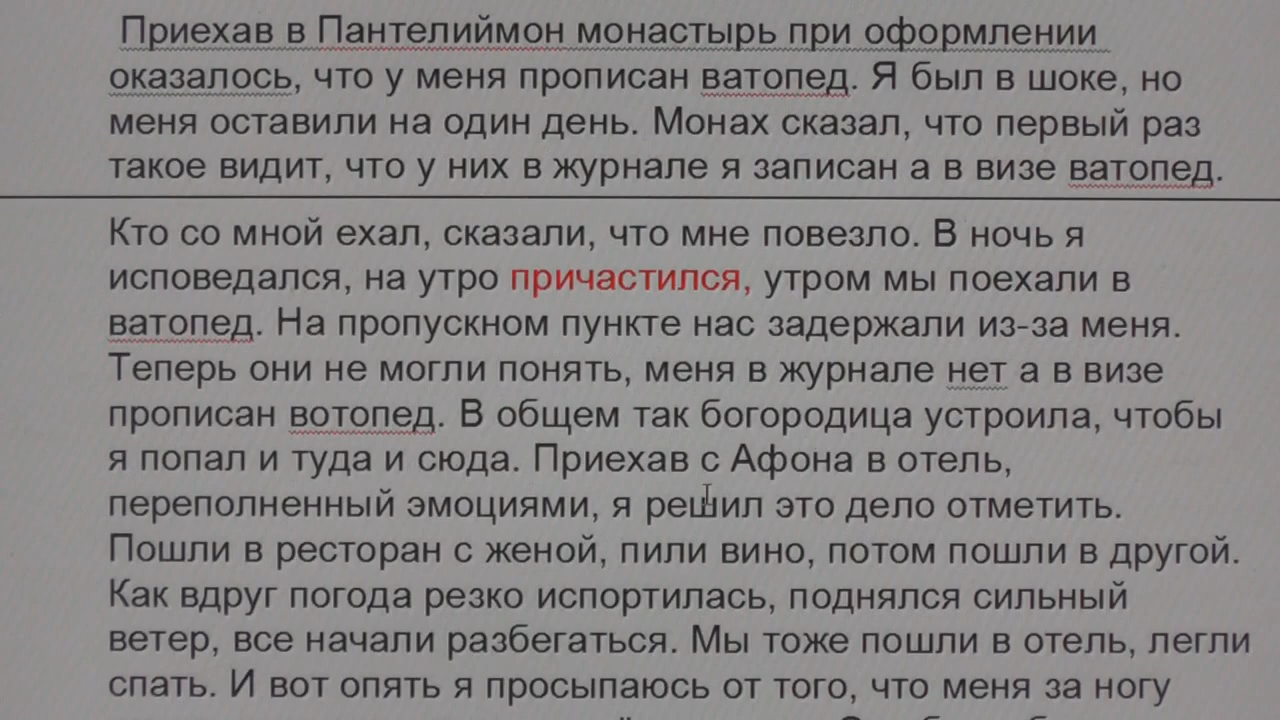 Приехав в Пантелиймон монастырь при оформлении
оказалось, что у меня прописан ватопед. Я был в шоке, но
меня оставили на один день. Монах сказал, что первый раз
такое видит, что у них в журнале я записан а в визе ватопед.
Кто со мной ехал, сказали, что мне повезло. В ночь я
исповедался, на утро причастился, утром мы поехали в
ватопед. На пропускном пункте нас задержали из-за меня.
Теперь они не могли понять, меня в журнале нет а в визе
прописан вотопед. В общем так богородица устроила, чтобы
я попал и туда и сюда. Приехав с Афона в отель,
переполненный эмоциями, я решил это дело отметить.
Пошли в ресторан с женой, пили вино, потом пошли в другой.
Как вдруг погода резко испортилась, поднялся сильный
ветер, все начали разбегаться. Мы тоже пошли в отель, легли
спать. И вот опять я просыпаюсь от того, что меня за ногу